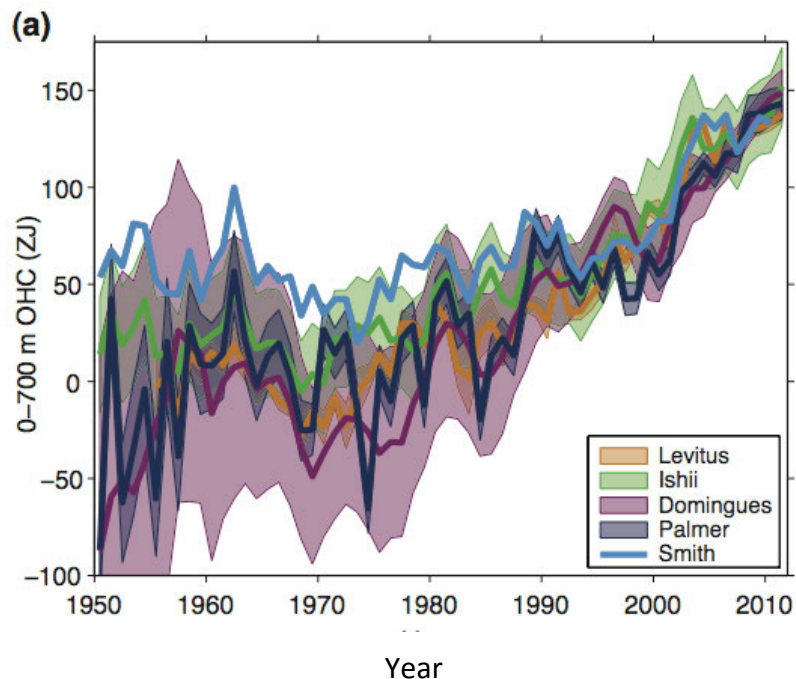 (a)
0–700 m OHC (ZJ)
150
100
50
0
−50
−100
Levitus
Ishii
Domingues
Palmer
Smith
1950 1960 1970 1980 1990 2000 2010
Year